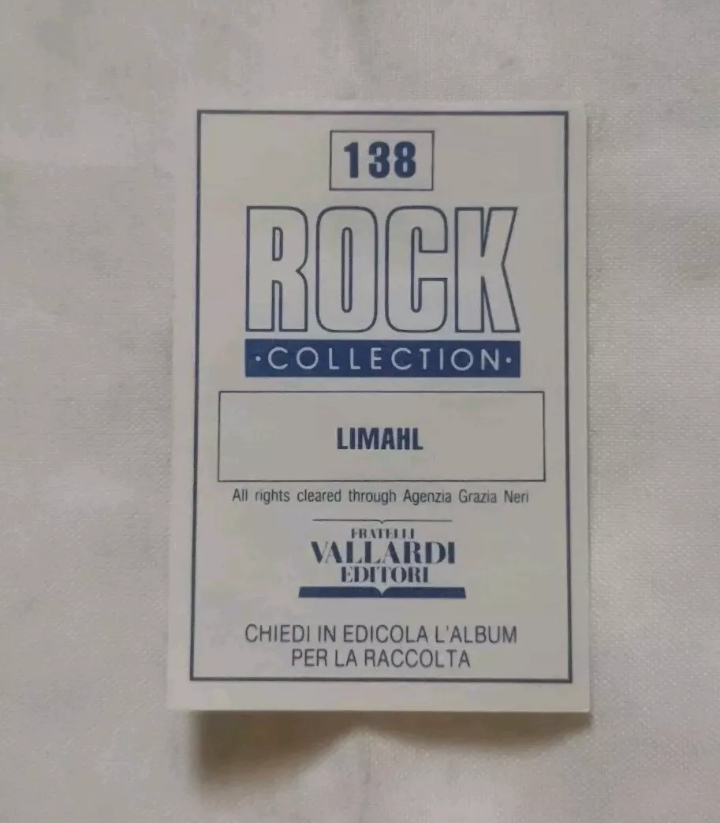 138
ROCK
·COLLECTION·
LIMAHL
All rights cleared through Agenzia Grazia Neri
FRATELLI
VALLARDI
EDITORI
CHIEDI IN EDICOLA L'ALBUM
PER LA RACCOLTA